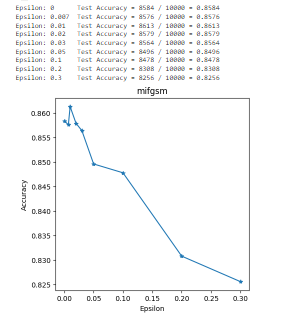 Epsilon: 0 Test Accuracy = 8584 / 10000 = 0.8584
Epsilon: 0.007 Test Accuracy = 8576 / 10000 = 0.8576
Epsilon: 0.01 Test Accuracy = 8613 / 10000 = 0.8613
Epsilon: 0.02 Test Accuracy = 8579 / 10000 = 0.8579
Epsilon: 0.03 Test Accuracy = 8564 / 10000 = 0.8564
Epsilon: 0.05 Test Accuracy = 8496 / 10000 = 0.8496
Epsilon: 0.1 Test Accuracy = 8478 / 10000 = 0.8478
Epsilon: 0.2 Test Accuracy = 8308 / 10000 = 0.8308
Epsilon: 0.3 Test Accuracy = 8256 / 10000 = 0.8256
mifgsm
0.860
0.855
0.850
0.845
0.840
0.835
0.830
0.825
Accuracy
0.00 0.05 0.10 0.15 0.20 0.25 0.30
Epsilon